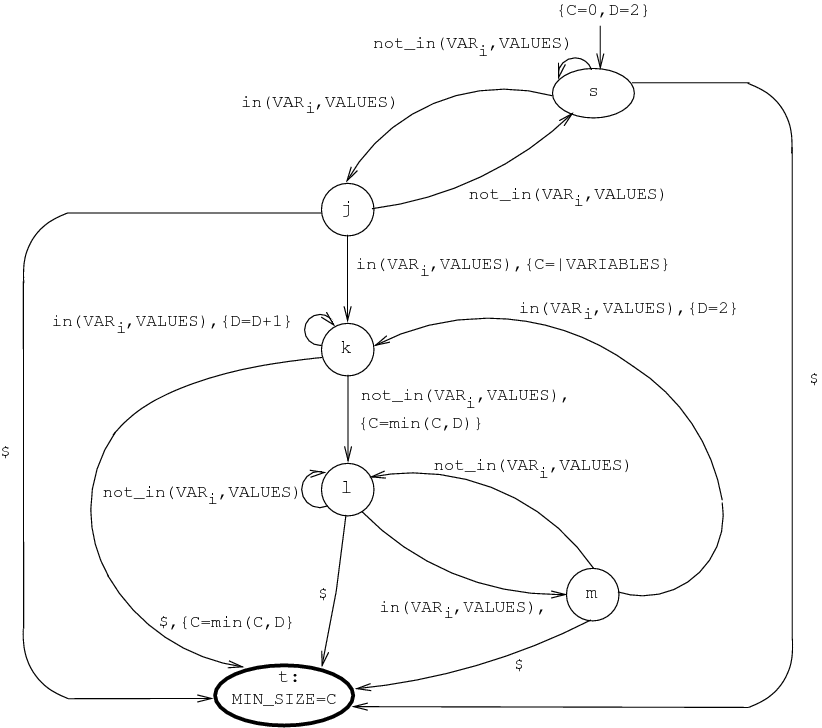 {C=0,D=2}
not_in(VARi,VALUES)
s
in(VARi,VALUES)
not_in(VARi,VALUES)
j
in(VARi,VALUES),{C=|VARIABLES}
in(VARi,VALUES),{D=2}
in(VARi,VALUES),{D=D+1}
k
$
not_in(VARi,VALUES),
{C=min(C,D)}
$
not_in(VARi,VALUES)
not_in(VARi,VALUES)
l
$
m
in(VARi,VALUES),
$,{C=min(C,D}
$
t:
MIN_SIZE=C